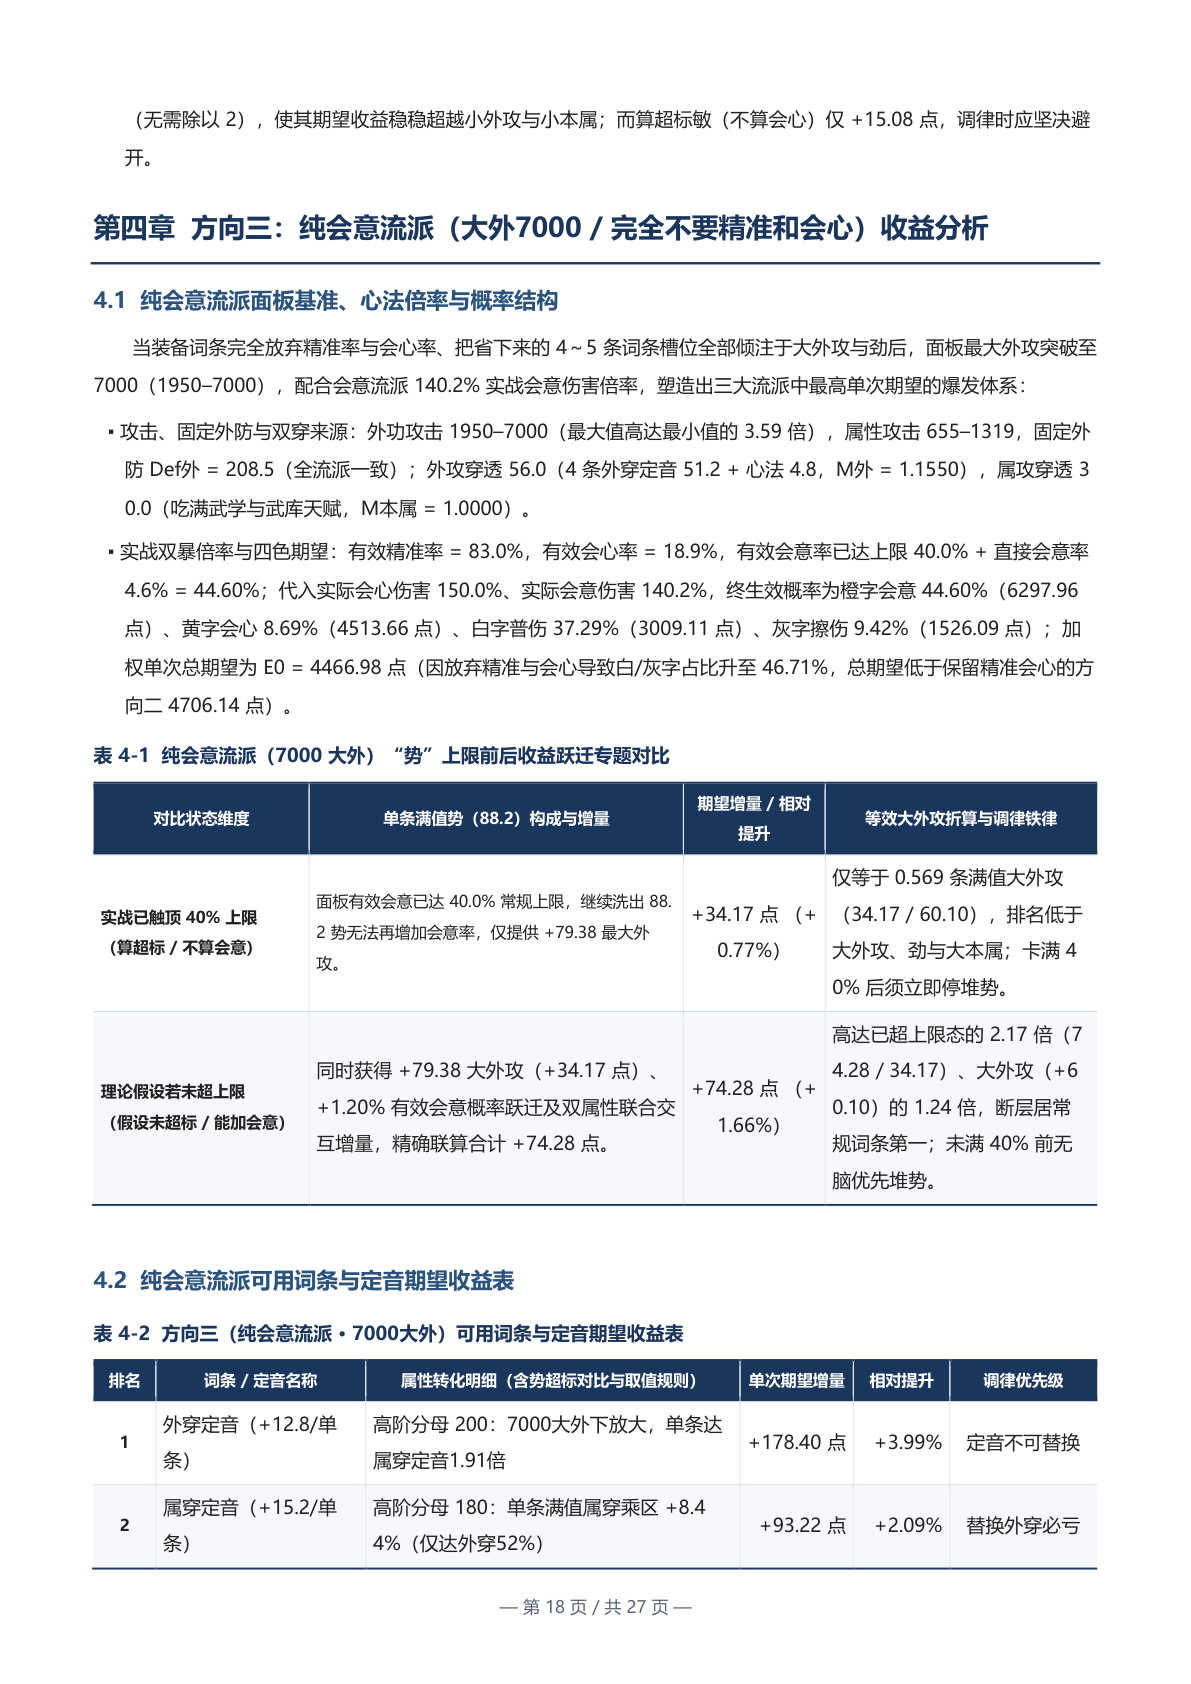 （无需除以 2），使其期望收益稳稳超越小外攻与小本属；而算超标敏（不算会心）仅 +15.08 点，调律时应坚决避
开。
第四章 方向三：纯会意流派（大外7000 / 完全不要精准和会心）收益分析
4.1 纯会意流派面板基准、心法倍率与概率结构
当装备词条完全放弃精准率与会心率、把省下来的 4～5 条词条槽位全部倾注于大外攻与劲后，面板最大外攻突破至
7000（1950–7000），配合会意流派 140.2% 实战会意伤害倍率，塑造出三大流派中最高单次期望的爆发体系：
▪ 攻击、固定外防与双穿来源：外功攻击 1950–7000（最大值高达最小值的 3.59 倍），属性攻击 655–1319，固定外
防 Def外 = 208.5（全流派一致）；外攻穿透 56.0（4 条外穿定音 51.2 + 心法 4.8，M外 = 1.1550），属攻穿透 3
0.0（吃满武学与武库天赋，M本属 = 1.0000）。
▪ 实战双暴倍率与四色期望：有效精准率 = 83.0%，有效会心率 = 18.9%，有效会意率已达上限 40.0% + 直接会意率
4.6% = 44.60%；代入实际会心伤害 150.0%、实际会意伤害 140.2%，终生效概率为橙字会意 44.60%（6297.96
点）、黄字会心 8.69%（4513.66 点）、白字普伤 37.29%（3009.11 点）、灰字擦伤 9.42%（1526.09 点）；加
权单次总期望为 E0 = 4466.98 点（因放弃精准与会心导致白/灰字占比升至 46.71%，总期望低于保留精准会心的方
向二 4706.14 点）。
表 4-1 纯会意流派（7000 大外）“势”上限前后收益跃迁专题对比
对比状态维度
单条满值势（88.2）构成与增量
期望增量 / 相对
提升
等效大外攻折算与调律铁律
实战已触顶 40% 上限
（算超标 / 不算会意）
面板有效会意已达 40.0% 常规上限，继续洗出 88.
2 势无法再增加会意率，仅提供 +79.38 最大外
攻。
+34.17 点 （+
0.77%）
仅等于 0.569 条满值大外攻
（34.17 / 60.10），排名低于
大外攻、劲与大本属；卡满 4
0% 后须立即停堆势。
理论假设若未超上限
（假设未超标 / 能加会意）
同时获得 +79.38 大外攻（+34.17 点）、
+1.20% 有效会意概率跃迁及双属性联合交
互增量，精确联算合计 +74.28 点。
+74.28 点 （+
1.66%）
高达已超上限态的 2.17 倍（7
4.28 / 34.17）、大外攻（+6
0.10）的 1.24 倍，断层居常
规词条第一；未满 40% 前无
脑优先堆势。
4.2 纯会意流派可用词条与定音期望收益表
表 4-2 方向三（纯会意流派 · 7000大外）可用词条与定音期望收益表
排名
词条 / 定音名称
属性转化明细（含势超标对比与取值规则）
单次期望增量
相对提升
调律优先级
1
外穿定音（+12.8/单
条）
高阶分母 200：7000大外下放大，单条达
属穿定音1.91倍
+178.40 点
+3.99%
定音不可替换
2
属穿定音（+15.2/单
条）
高阶分母 180：单条满值属穿乘区 +8.4
4%（仅达外穿52%）
+93.22 点
+2.09%
替换外穿必亏
— 第 18 页 / 共 27 页 —